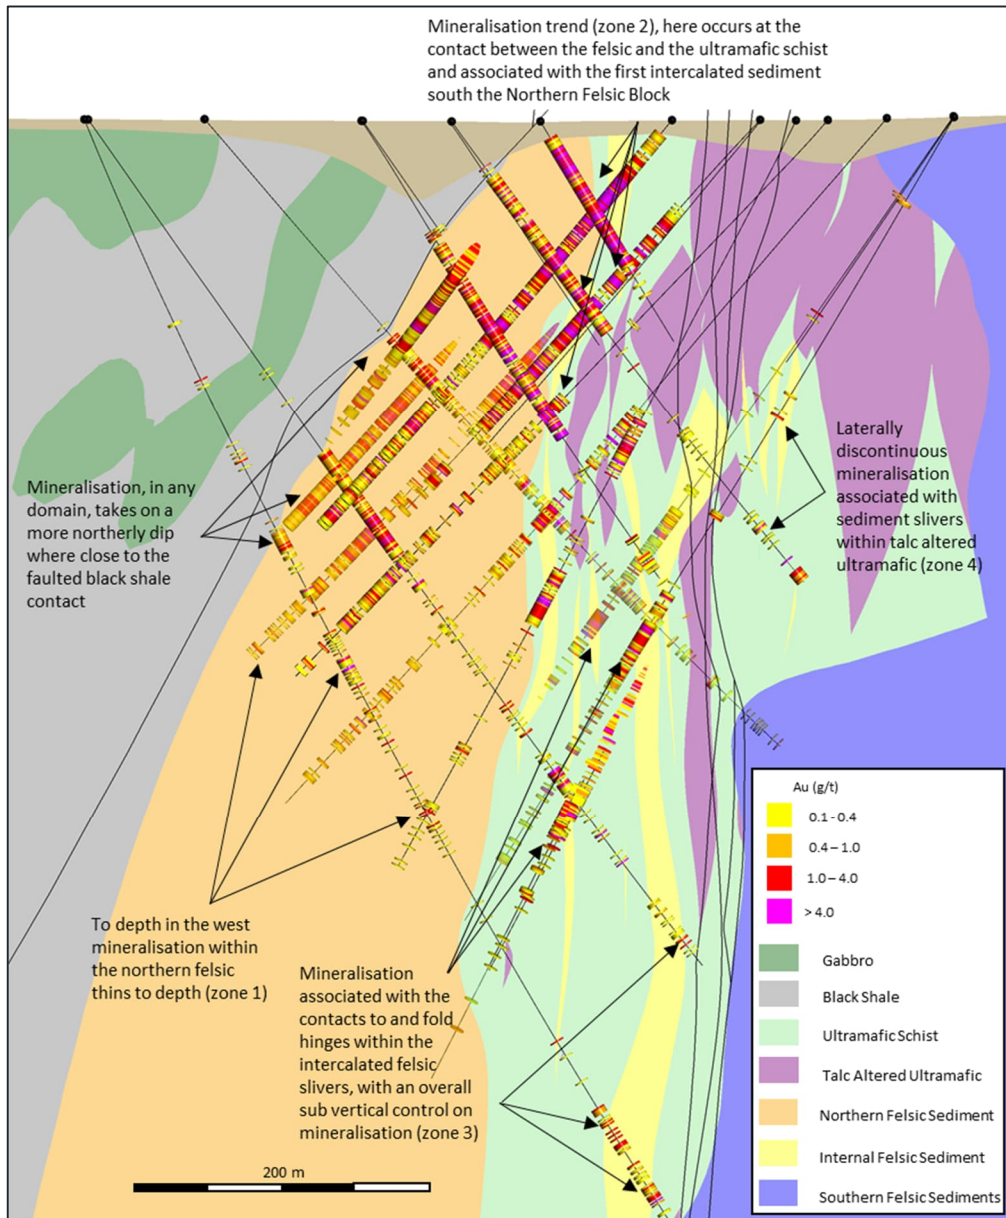 Mineralisation trend (zone 2), here occurs at the
contact between the felsic and the ultramafic schist
and associated with the first intercalated sediment
south the Northern Felsic Block
Mineralisation, in any
domain, takes on a
more northerly dip
where close to the
faulted black shale
contact
Laterally
discontinuous
mineralisation
associated with
sediment slivers
within talc altered
ultramafic (zone 4)
To depth in the west
mineralisation within
the northern felsic
thins to depth (zone 1)
Mineralisation
associated with the
contacts to and fold
hinges within the
intercalated felsic
slivers, with an overall
sub vertical control on
mineralisation (zone 3)
200 m
Au (g/t)
0.1 - 0.4
0.4 – 1.0
1.0 – 4.0
> 4.0
Gabbro
Black Shale
Ultramafic Schist
Talc Altered Ultramafic
Northern Felsic Sediment
Internal Felsic Sediment
Southern Felsic Sediments